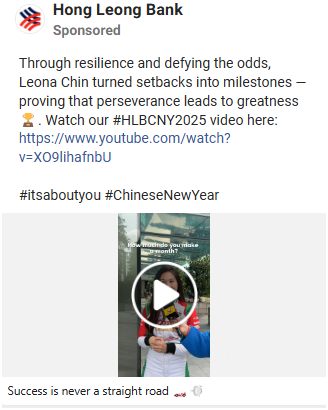 Hong Leong Bank
Sponsored
Through resilience and defying the odds,
Leona Chin turned setbacks into milestones —
proving that perseverance leads to greatness
🏆. Watch our #HLBCNY2025 video here:
https://www.youtube.com/watch?
v=XO9lihafnbU
#itsaboutyou #ChineseNewYear
How much do you make
a month?
Success is never a straight road 🏎️💨